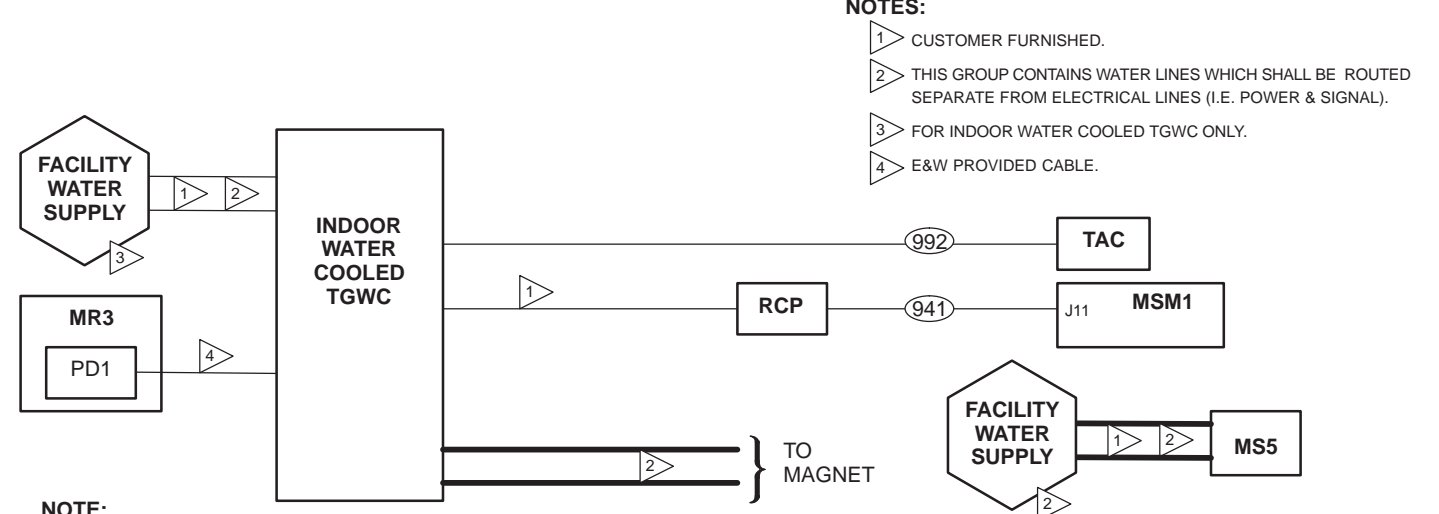 NOTES:
1 CUSTOMER FURNISHED.
2 THIS GROUP CONTAINS WATER LINES WHICH SHALL BE ROUTED
SEPARATE FROM ELECTRICAL LINES (I.E. POWER & SIGNAL).
3 FOR INDOOR WATER COOLED TGWC ONLY.
4 E&W PROVIDED CABLE.
FACILITY
WATER
SUPPLY
1 2
3
INDOOR
WATER
COOLED
TGWC
992
TAC
1
RCP
941
J11 MSM1
MR3
PD1
4
2
TO
MAGNET
FACILITY
WATER
SUPPLY
1 2
MS5
2
NOTE: